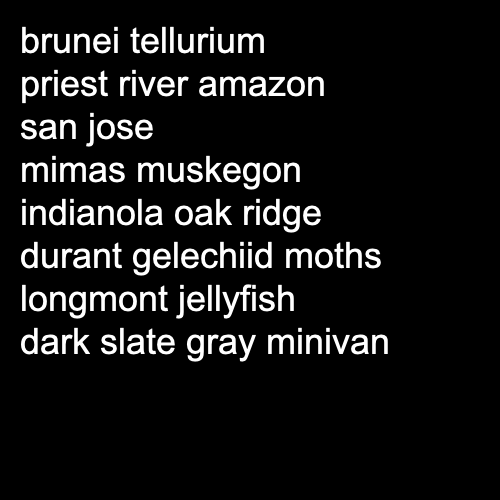 brunei tellurium
priest river amazon
san jose
mimas muskegon
indianola oak ridge
durant gelechiid moths
longmont jellyfish
dark slate gray minivan